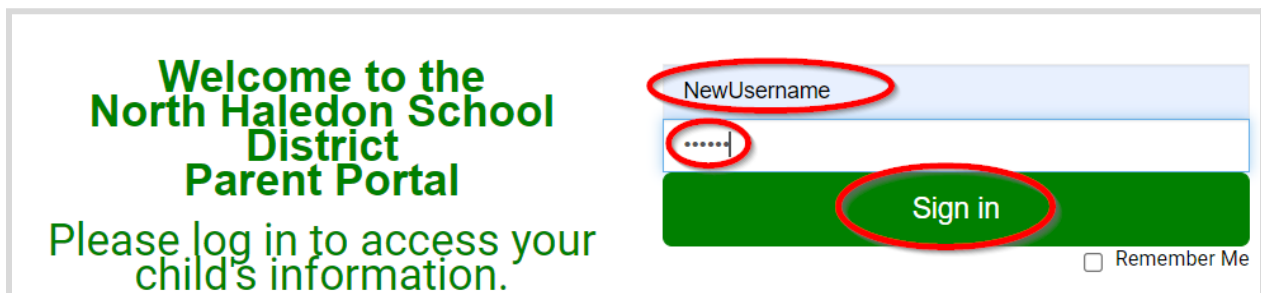 Welcome to the
North Haledon School
District
Parent Portal
Please log in to access your
child's information.
NewUsername
••••••
Sign in
Remember Me